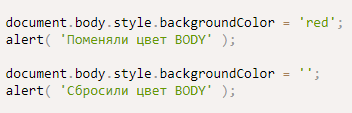 document.body.style.backgroundColor = 'red';
alert( 'Поменяли цвет BODY' );
document.body.style.backgroundColor = '';
alert( 'Сбросили цвет BODY' );